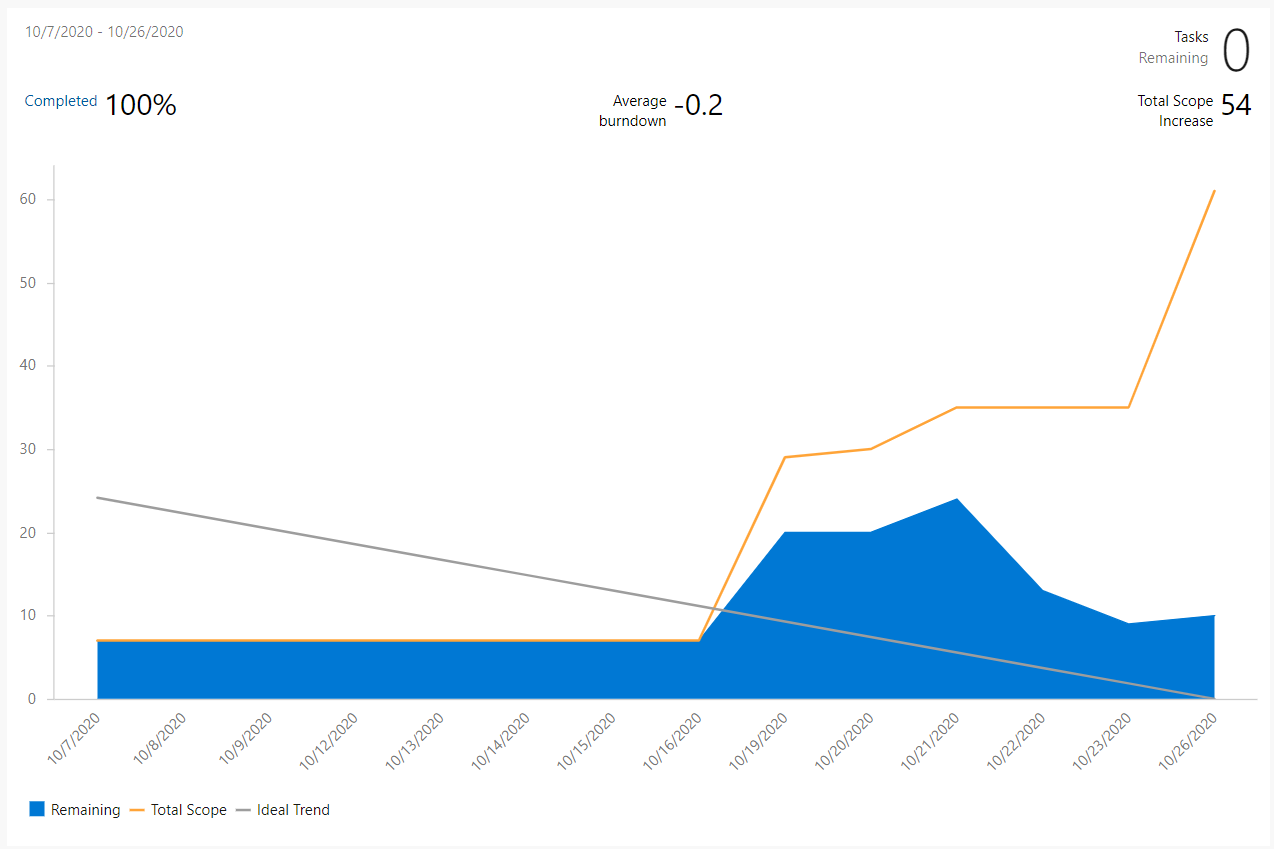 10/7/2020 - 10/26/2020
Tasks
Remaining 0
Completed 100%
Average
burndown -0.2
Total Scope
Increase 54
60
50
40
30
20
10
0
10/7/2020
10/8/2020
10/9/2020
10/12/2020
10/13/2020
10/14/2020
10/15/2020
10/16/2020
10/19/2020
10/20/2020
10/21/2020
10/22/2020
10/23/2020
10/26/2020
Remaining Total Scope Ideal Trend